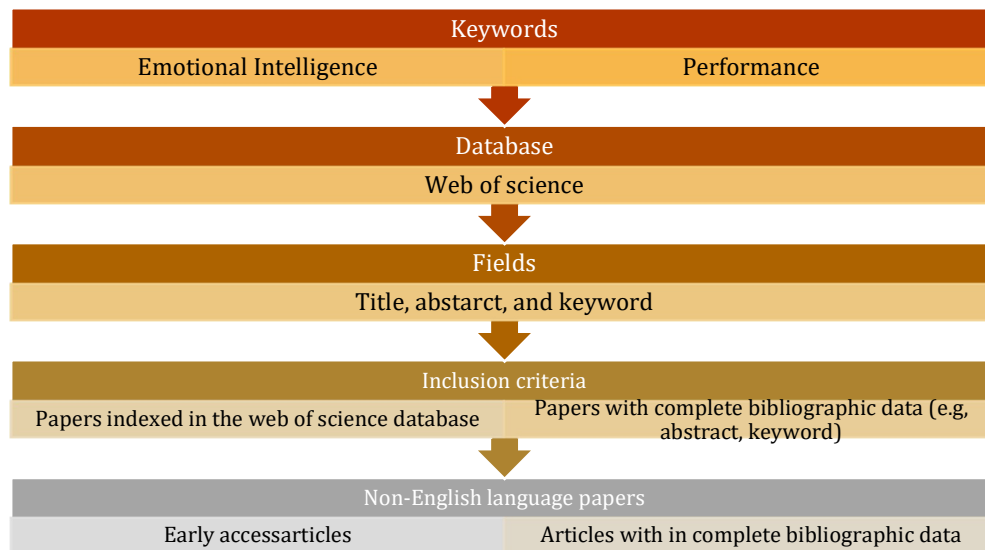 Keywords
Emotional Intelligence
Performance
Database
Web of science
Fields
Title, abstarct, and keyword
Inclusion criteria
Papers indexed in the web of science database
Papers with complete bibliographic data (e.g,
abstract, keyword)
Non-English language papers
Early accessarticles
Articles with in complete bibliographic data